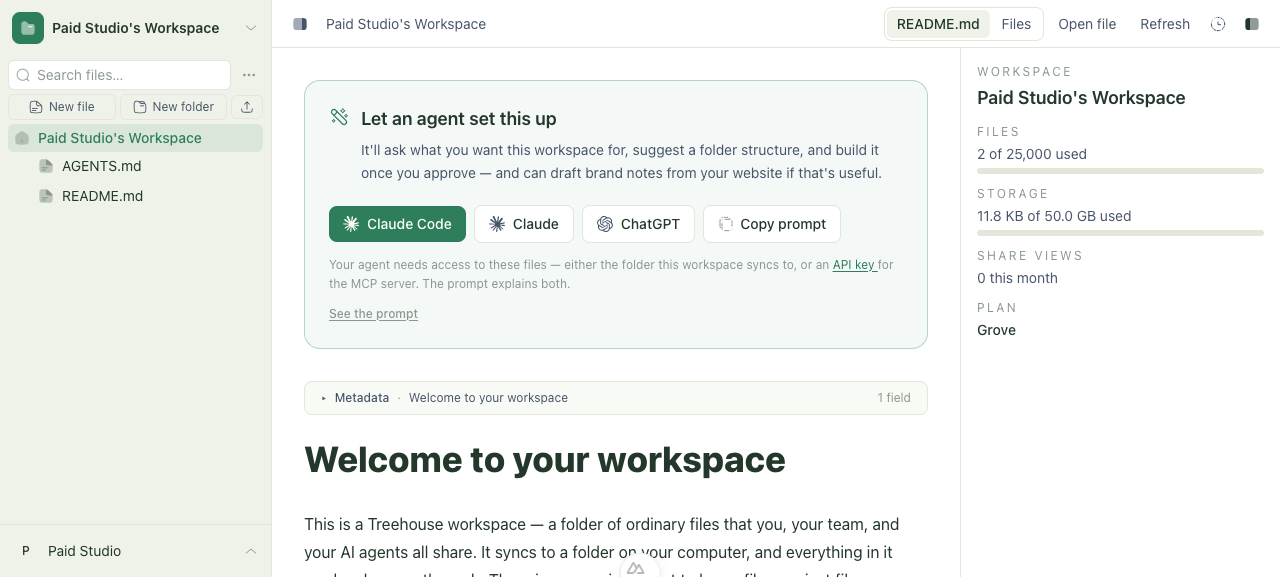 Paid Studio's Workspace
Search files...
New file
New folder
Paid Studio's Workspace
AGENTS.md
README.md
P Paid Studio
Paid Studio's Workspace
README.md
Files
Open file
Refresh
Let an agent set this up
It'll ask what you want this workspace for, suggest a folder structure, and build it
once you approve — and can draft brand notes from your website if that's useful.
Claude Code
Claude
ChatGPT
Copy prompt
Your agent needs access to these files — either the folder this workspace syncs to, or an API key for
the MCP server. The prompt explains both.
See the prompt
Metadata · Welcome to your workspace
1 field
Welcome to your workspace
This is a Treehouse workspace — a folder of ordinary files that you, your team, and
your AI agents all share. It syncs to a folder on your computer, and everything in it
WORKSPACE
Paid Studio's Workspace
FILES
2 of 25,000 used
STORAGE
11.8 KB of 50.0 GB used
SHARE VIEWS
0 this month
PLAN
Grove